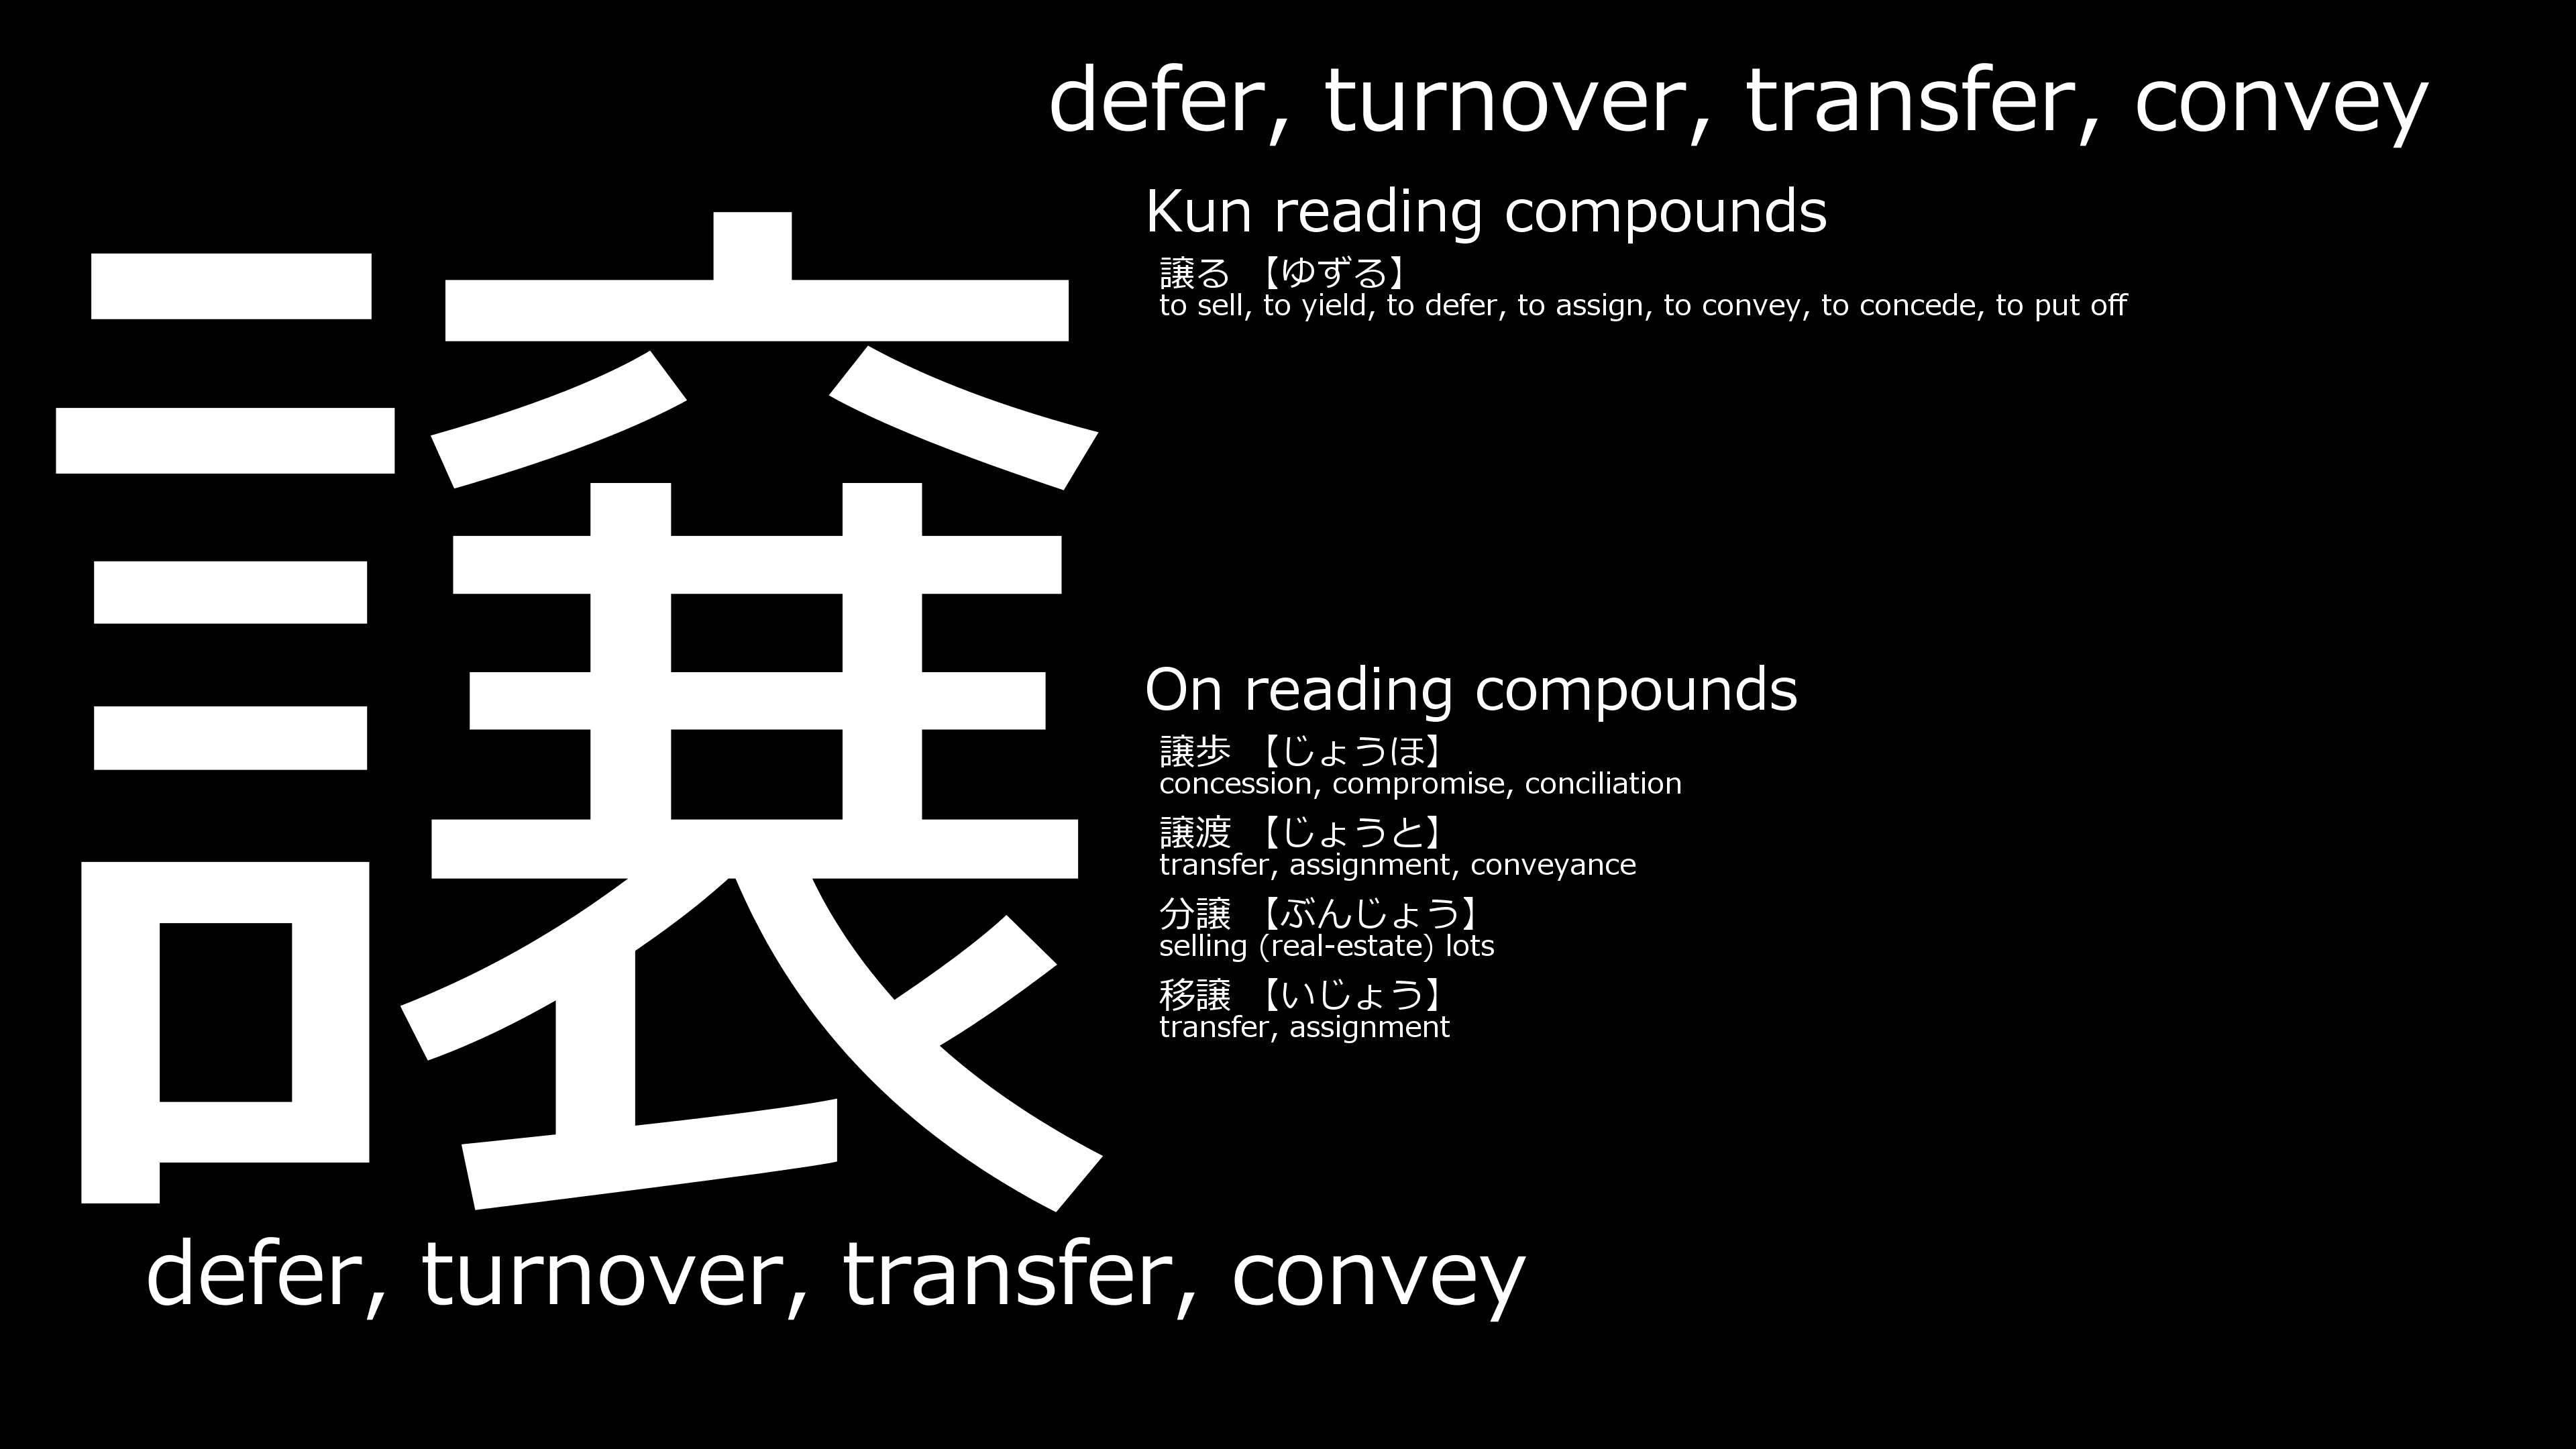 defer, turnover, transfer, convey
譲
Kun reading compounds
譲る 【ゆずる】
to sell, to yield, to defer, to assign, to convey, to concede, to put off
On reading compounds
譲歩 【じょうほ】
concession, compromise, conciliation
譲渡 【じょうと】
transfer, assignment, conveyance
分譲 【ぶんじょう】
selling (real-estate) lots
移譲 【いじょう】
transfer, assignment
defer, turnover, transfer, convey